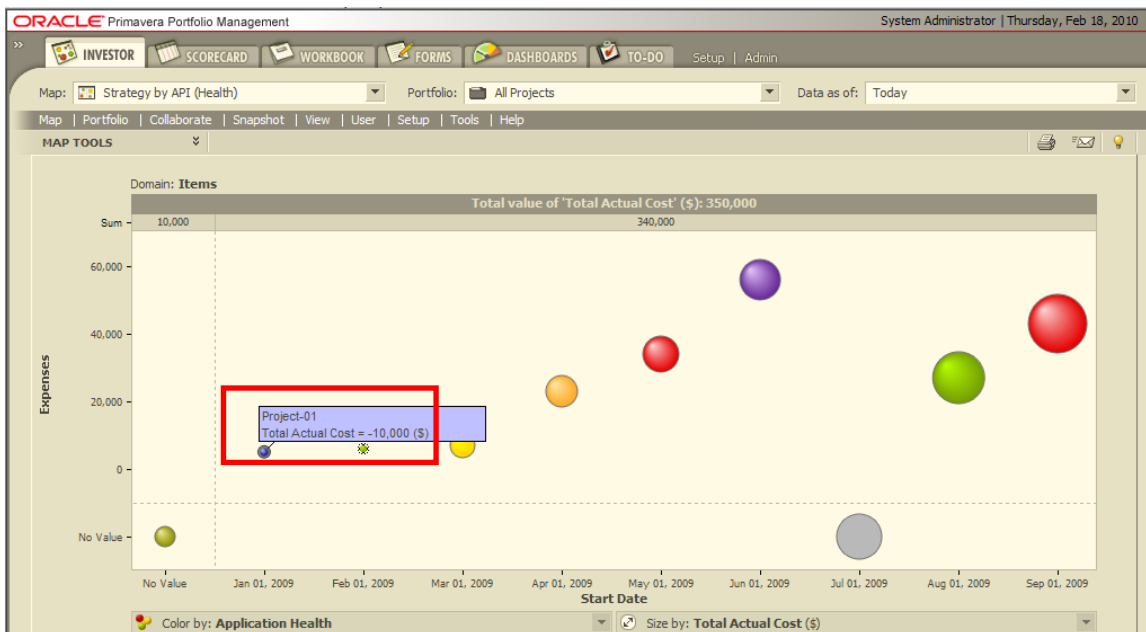 ORACLE Primavera Portfolio Management System Administrator | Thursday, Feb 18, 2010
» INVESTOR SCORECARD WORKBOOK FORMS DASHBOARDS TO-DO Setup | Admin
Map: Strategy by API (Health) Portfolio: All Projects Data as of: Today
Map | Portfolio | Collaborate | Snapshot | View | User | Setup | Tools | Help
MAP TOOLS
Domain: Items
Total value of 'Total Actual Cost' ($): 350,000
Sum 10,000 340,000
60,000
40,000
Expenses
20,000
Project-01
Total Actual Cost = -10,000 ($)
0
No Value
No Value Jan 01, 2009 Feb 01, 2009 Mar 01, 2009 Apr 01, 2009 May 01, 2009 Jun 01, 2009 Jul 01, 2009 Aug 01, 2009 Sep 01, 2009
Start Date
Color by: Application Health Size by: Total Actual Cost ($)